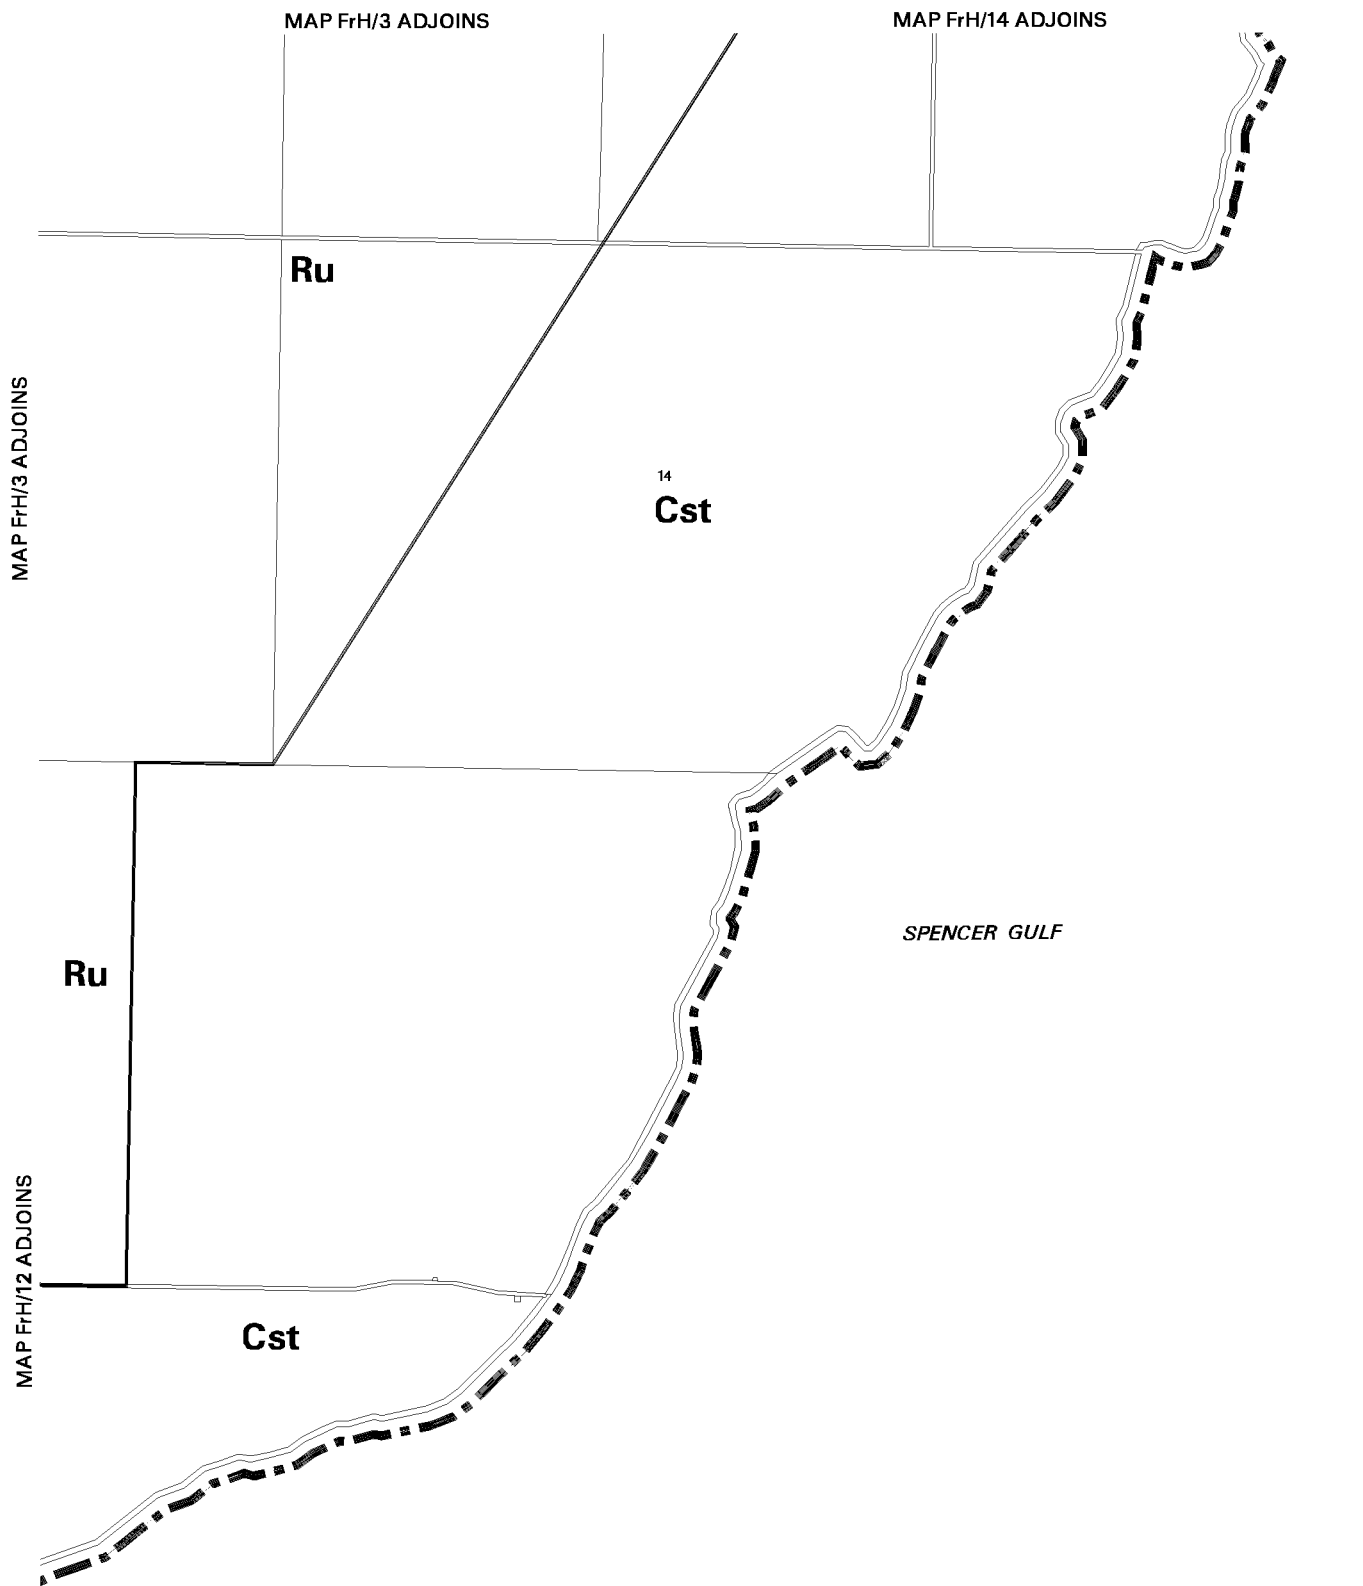 MAP FrH/3 ADJOINS
MAP FrH/14 ADJOINS
Ru
MAP FrH/3 ADJOINS
14
Cst
SPENCER GULF
Ru
MAP FrH/12 ADJOINS
Cst